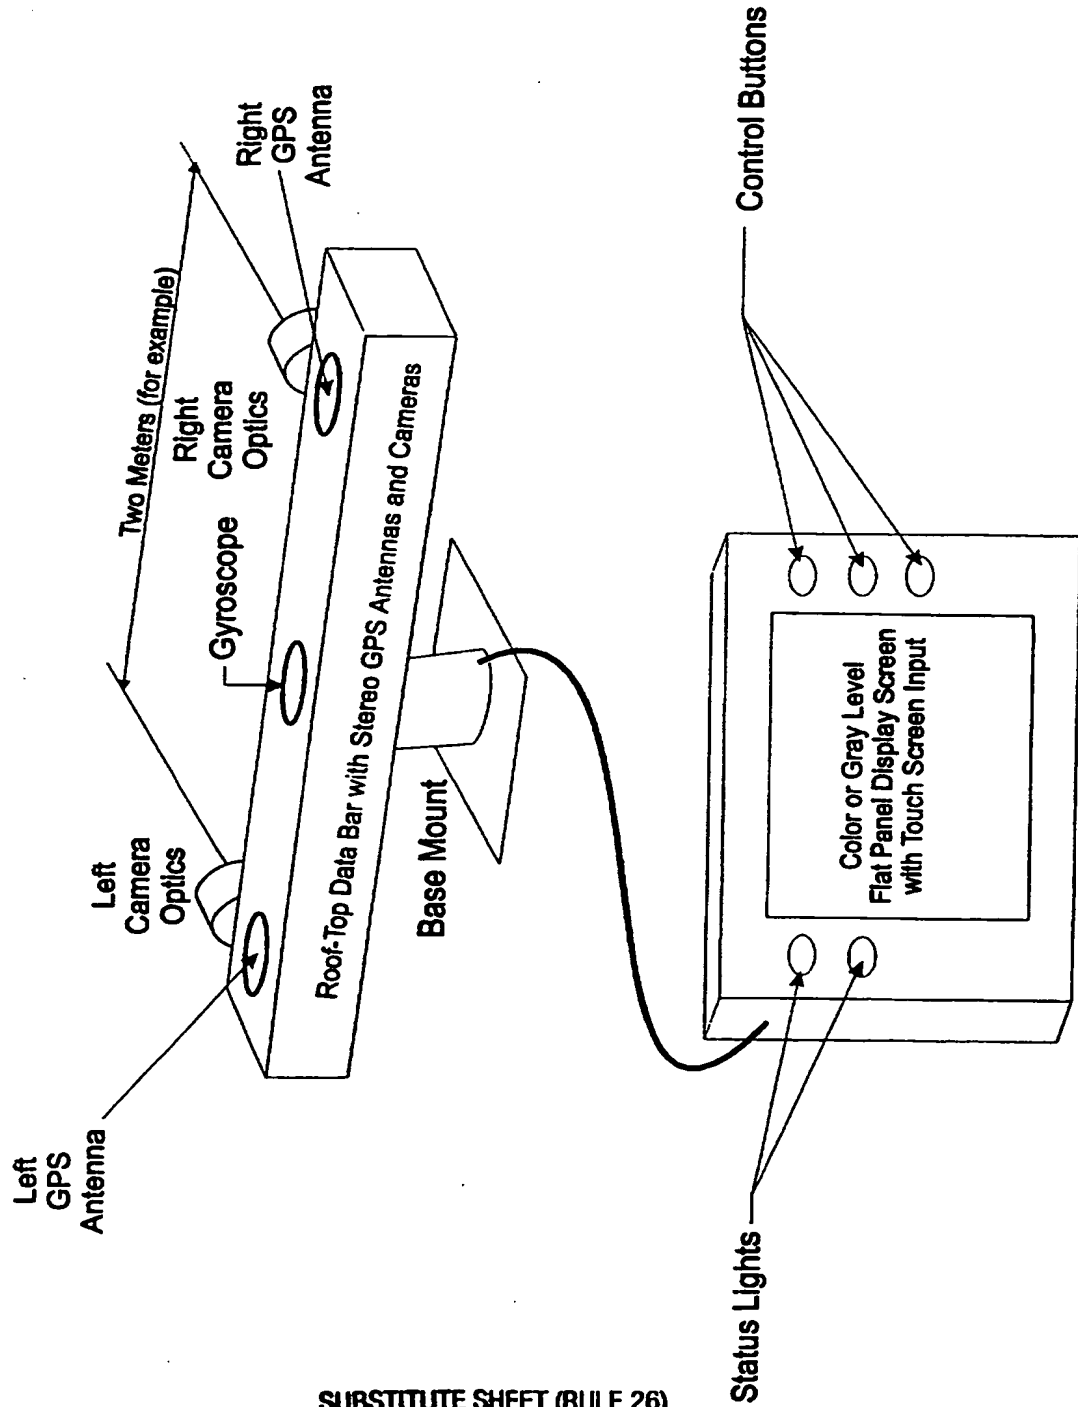 Left
GPS
Antenna
Left
Camera
Optics
Gyroscope
Two Meters (for example)
Right
Camera
Optics
Right
GPS
Antenna
Roof-Top Data Bar with Stereo GPS Antennas and Cameras
Base Mount
Status Lights
Color or Gray Level
Flat Panel Display Screen
with Touch Screen Input
Control Buttons
SUBSTITUTE SHEET (RULE 26)